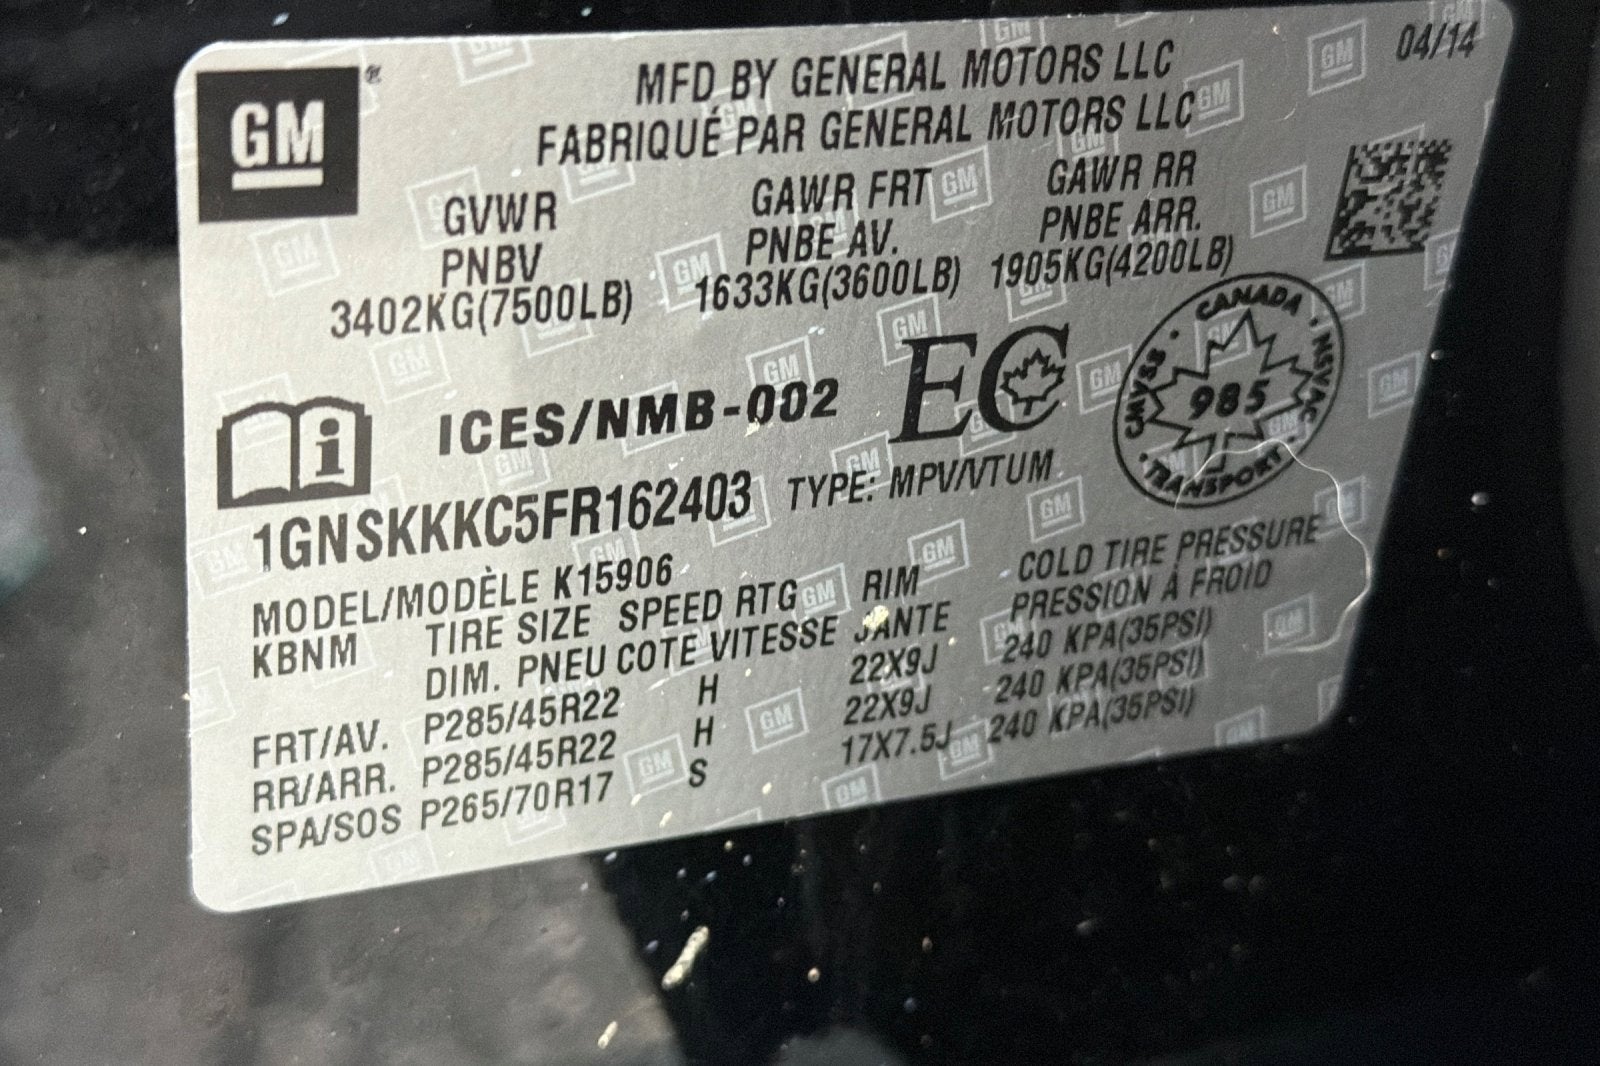 GM®
04/14
MFD BY GENERAL MOTORS LLC
FABRIQUÉ PAR GENERAL MOTORS LLC
GVWR GAWR FRT GAWR RR
PNBV PNBE AV. PNBE ARR.
3402KG(7500LB) 1633KG(3600LB) 1905KG(4200LB)
ICES/NMB-002 EC
CANADA
NSVAC
985
CMVSS
TRANSPORT
1GNSKKKC5FR162403 TYPE: MPV/VTUM
MODEL/MODÈLE K15906
KBNM TIRE SIZE SPEED RTG RIM COLD TIRE PRESSURE
DIM. PNEU COTE VITESSE JANTE PRESSION À FROID
FRT/AV. P285/45R22 H 22X9J 240 KPA(35PSI)
RR/ARR. P285/45R22 H 22X9J 240 KPA(35PSI)
SPA/SOS P265/70R17 S 17X7.5J 240 KPA(35PSI)